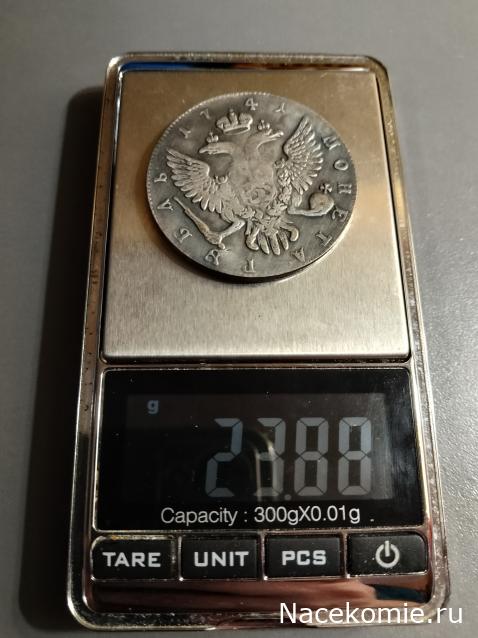 1741 МОНЕТА РУБЛЬ
g
23.88
Capacity : 300gX0.01g
TARE UNIT PCS
Nacekomie.ru